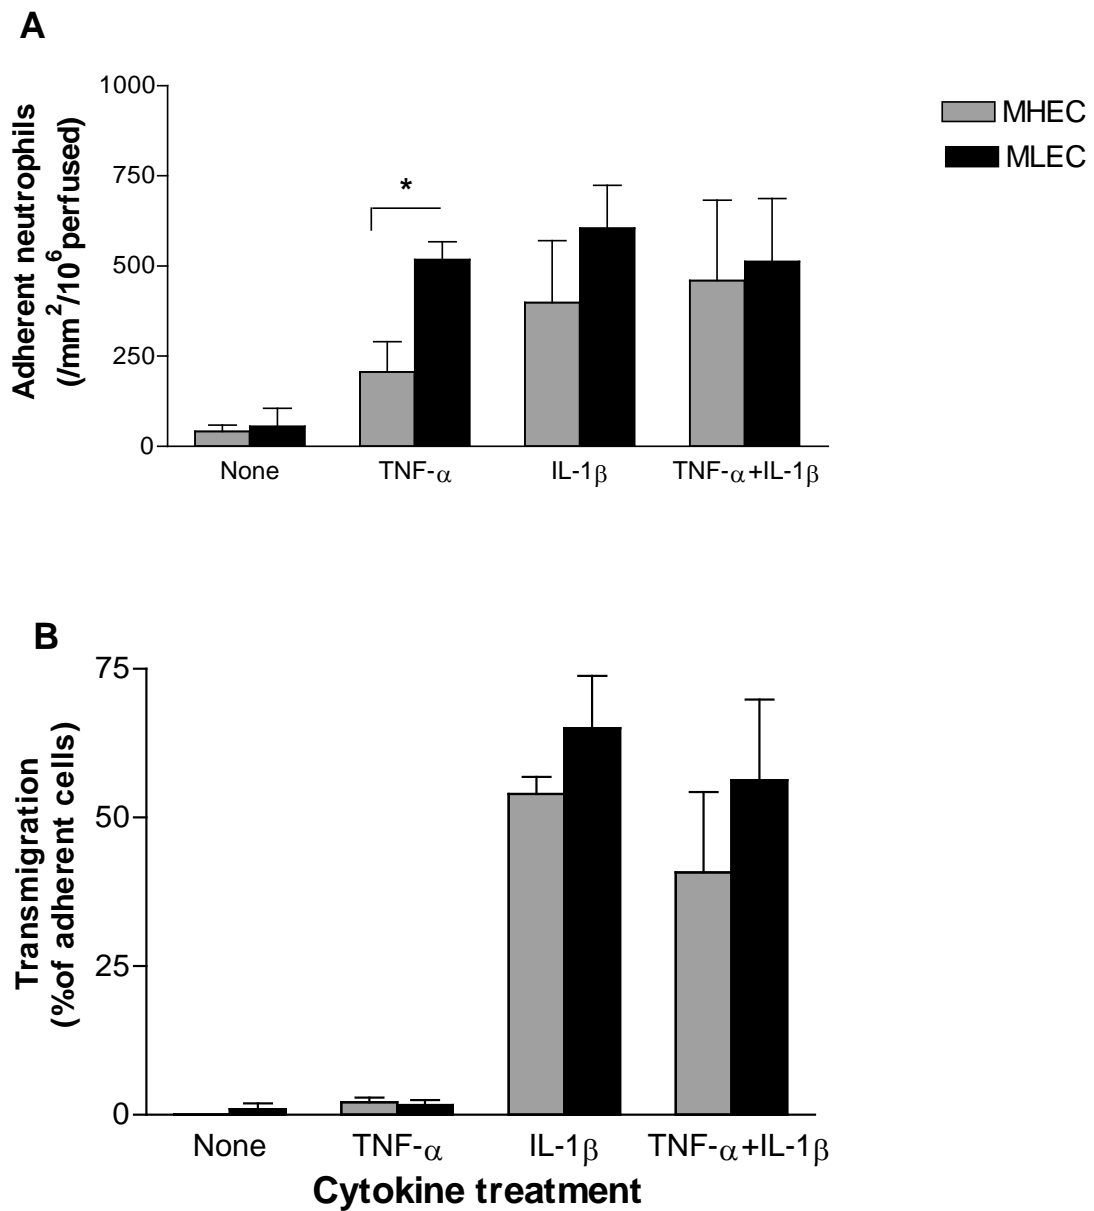 A
1000
750
500
250
0
Adherent neutrophils
(/mm²/10⁶perfused)
*
MHEC
MLEC
None TNF-α IL-1β TNF-α+IL-1β
B
75
50
25
0
Transmigration
(%of adherent cells)
None TNF-α IL-1β TNF-α+IL-1β
Cytokine treatment